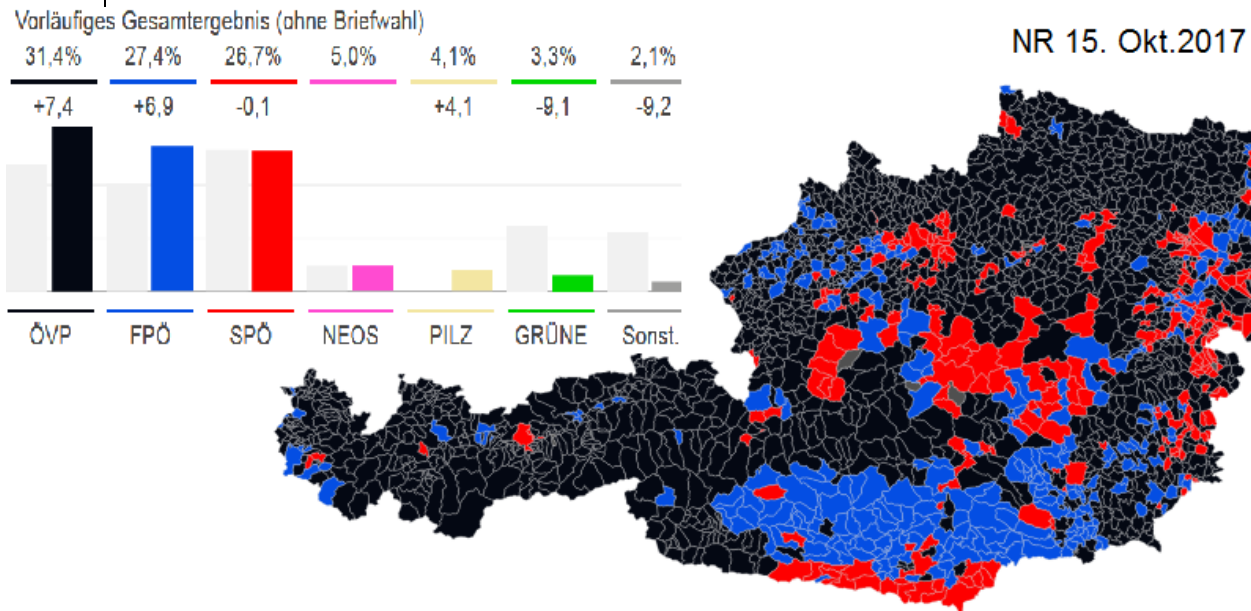 Vorläufiges Gesamtergebnis (ohne Briefwahl)
NR 15. Okt.2017
31,4% 27,4% 26,7% 5,0% 4,1% 3,3% 2,1%
+7,4 +6,9 -0,1 +4,1 -9,1 -9,2
ÖVP FPÖ SPÖ NEOS PILZ GRÜNE Sonst.